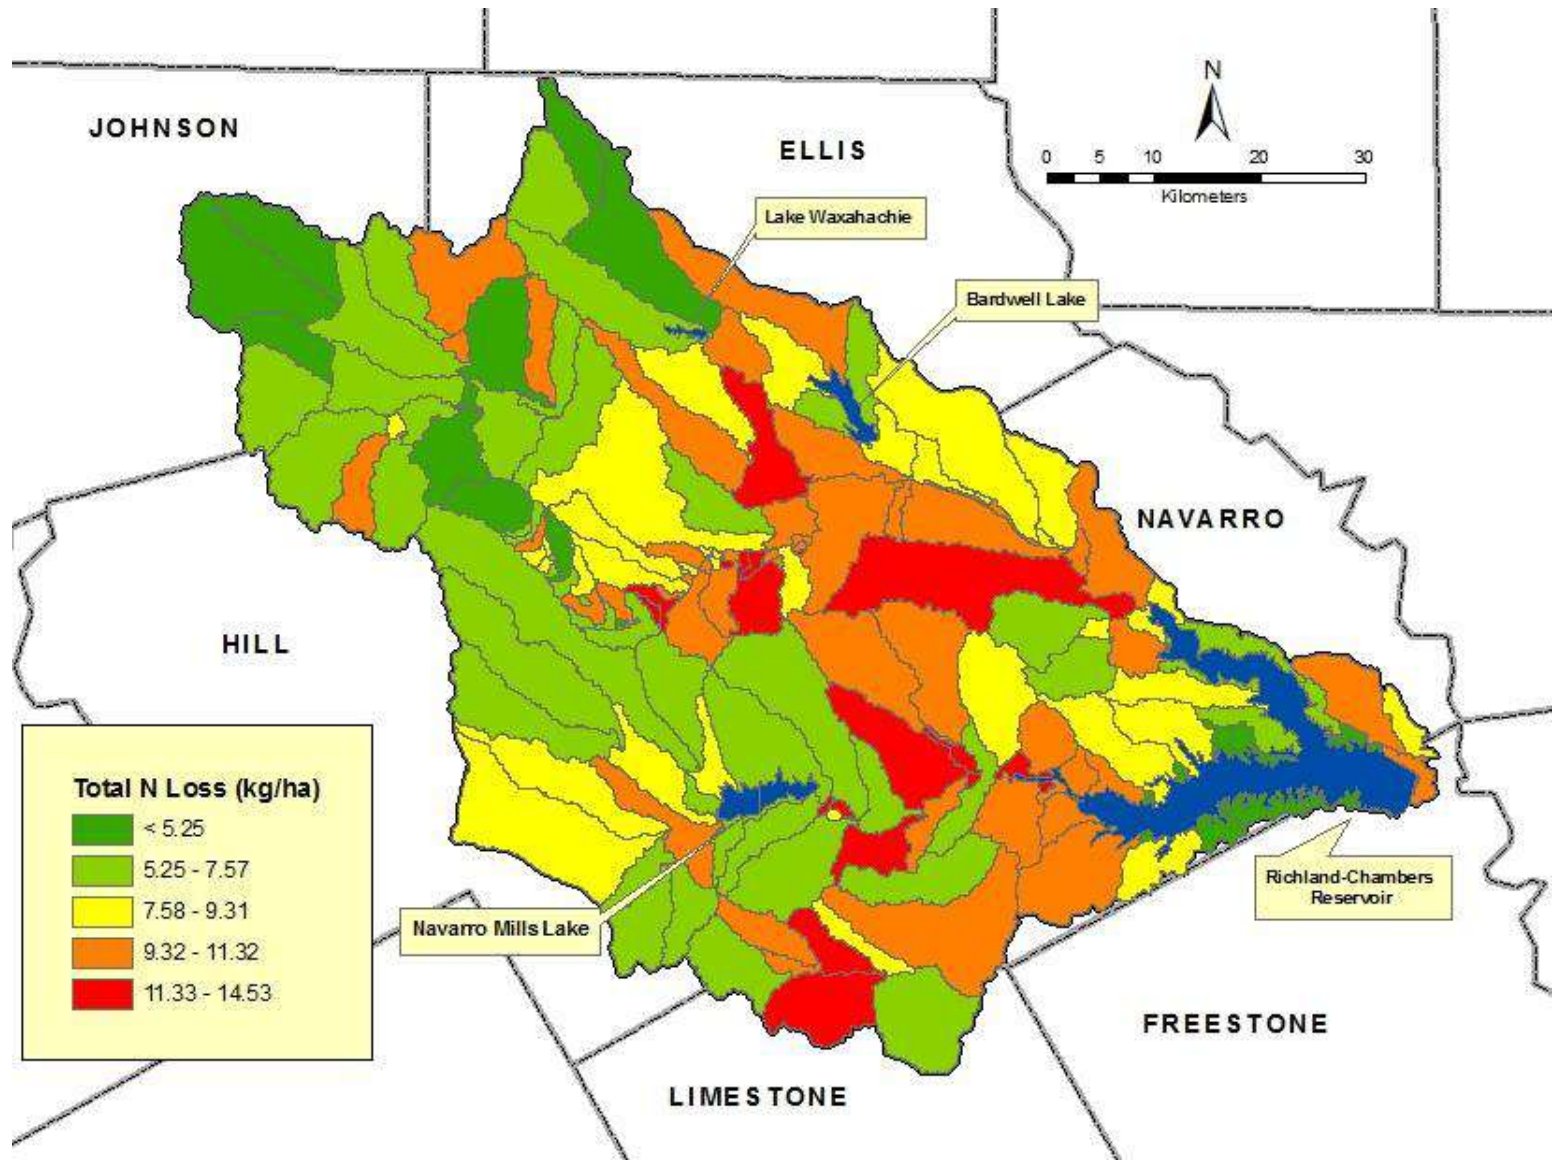 N
JOHNSON
ELLIS
0 5 10 20 30
Kilometers
Lake Waxahachie
Bardwell Lake
NAVARRO
HILL
Total N Loss (kg/ha)
< 5.25
5.25 - 7.57
7.58 - 9.31
9.32 - 11.32
11.33 - 14.53
Navarro Mills Lake
Richland-Chambers
Reservoir
FREESTONE
LIMESTONE